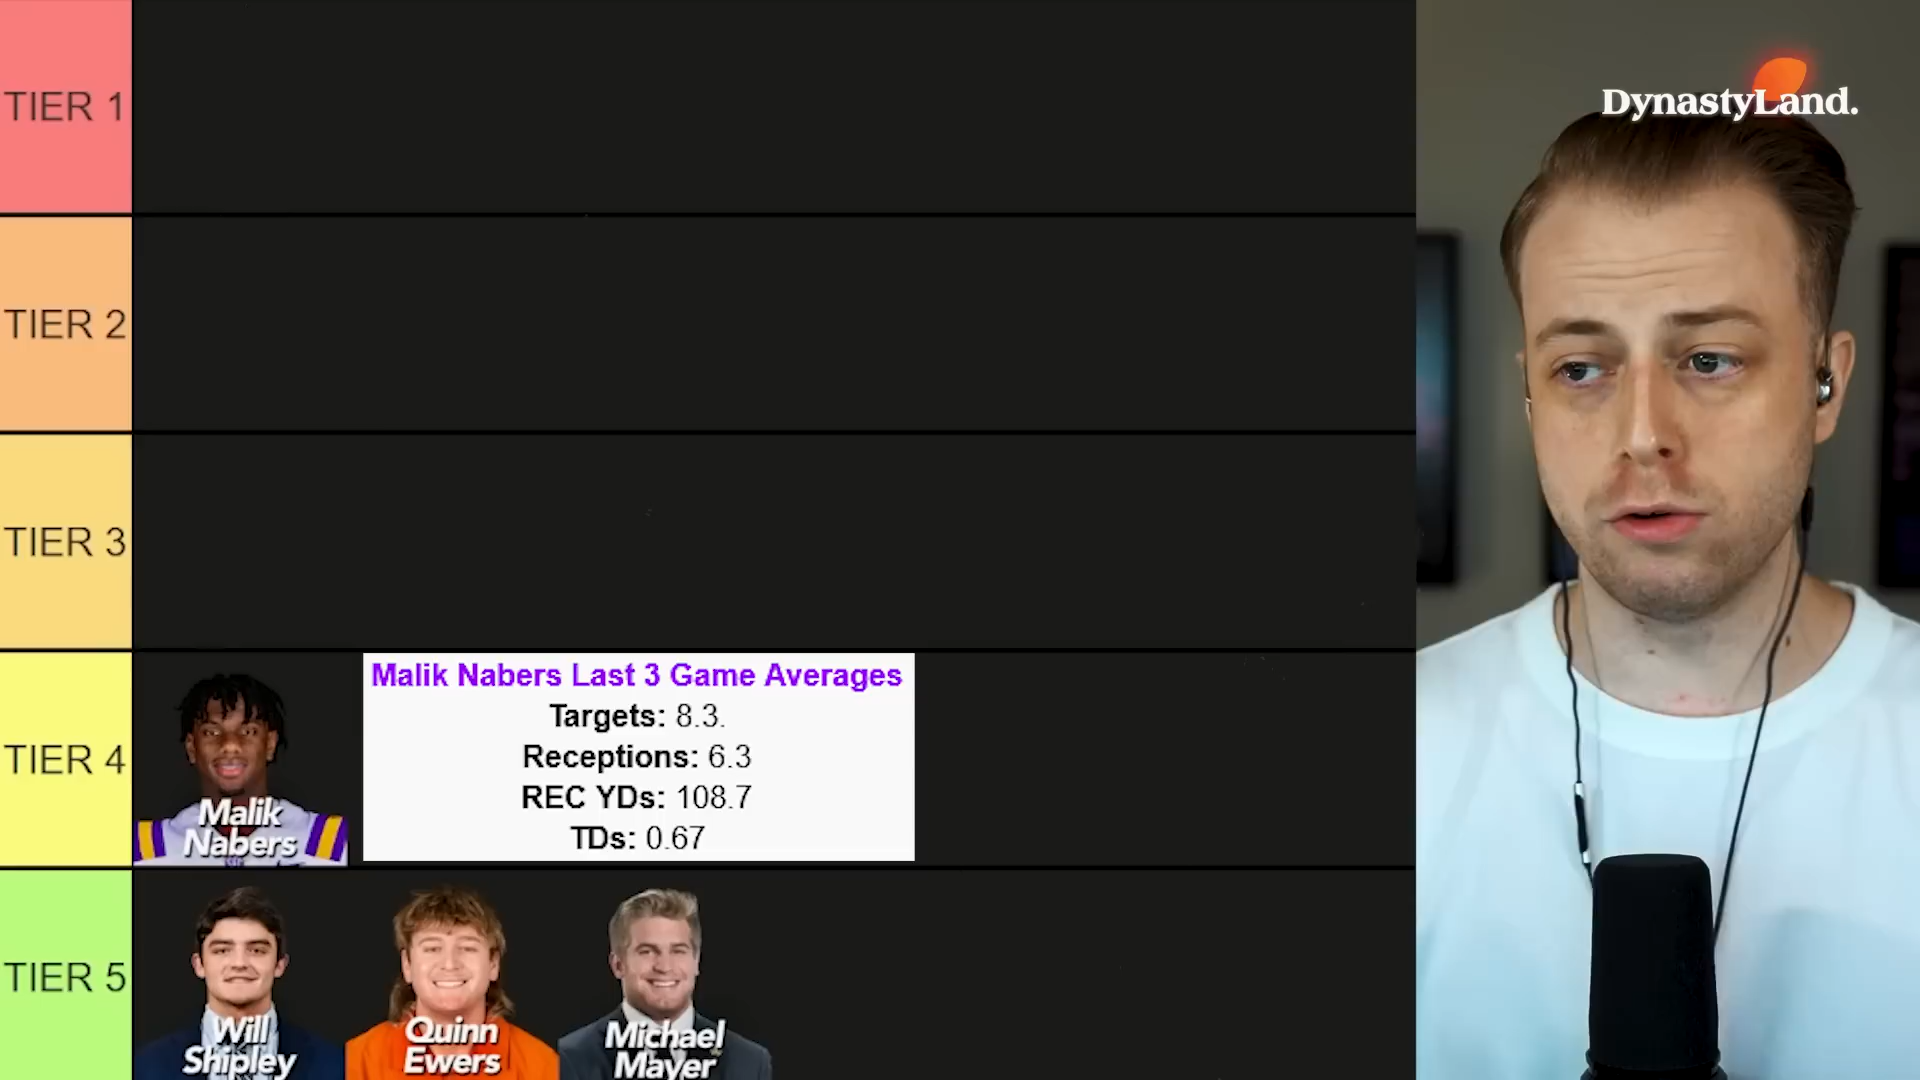 DynastyLand.
TIER 1
TIER 2
TIER 3
TIER 4
Malik
Nabers
Malik Nabers Last 3 Game Averages
Targets: 8.3.
Receptions: 6.3
REC YDs: 108.7
TDs: 0.67
TIER 5
Will
Shipley
Quinn
Ewers
Michael
Mayer